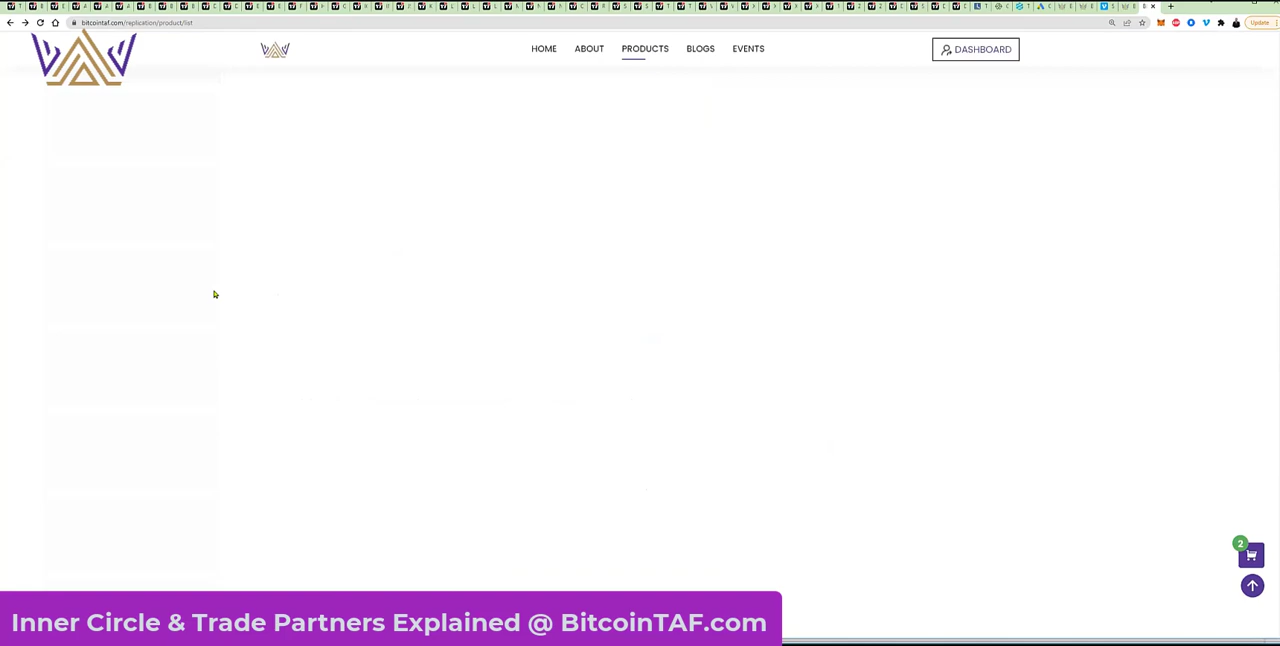 bitcointaf.com/replication/product/list
Update
HOME
ABOUT
PRODUCTS
BLOGS
EVENTS
DASHBOARD
2
Inner Circle & Trade Partners Explained @ BitcoinTAF.com